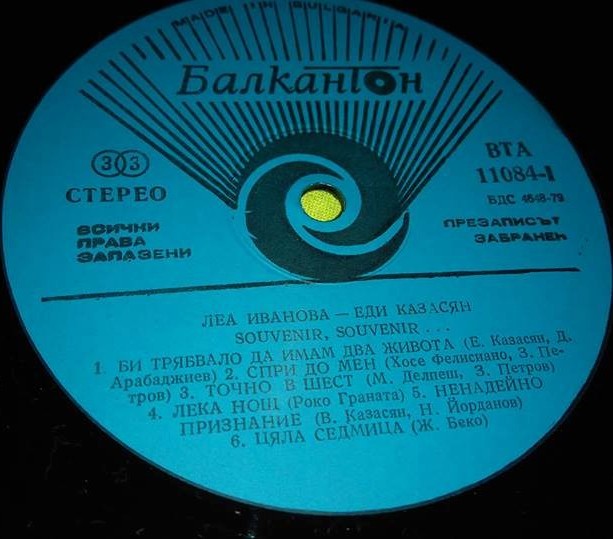 MADE IN BULGARIA
Балкантон
33
СТЕРЕО
ВСИЧКИ
ПРАВА
ЗАПАЗЕНИ
ВТА
11084-I
БДС 4648-79
ПРЕЗАПИСЪТ
ЗАБРАНЕН
ЛЕА ИВАНОВА — ЕДИ КАЗАСЯН
SOUVENIR, SOUVENIR . . .
1. БИ ТРЯБВАЛО ДА ИМАМ ДВА ЖИВОТА (Е. Казасян, Д.
Арабаджиев) 2. СПРИ ДО МЕН (Хосе Фелисиано, З. Пе-
тров) 3. ТОЧНО В ШЕСТ (М. Делпеш, З. Петров)
4. ЛЕКА НОЩ (Роко Граната) 5. НЕНАДЕЙНО
ПРИЗНАНИЕ (В. Казасян, Н. Йорданов)
6. ЦЯЛА СЕДМИЦА (Ж. Беко)